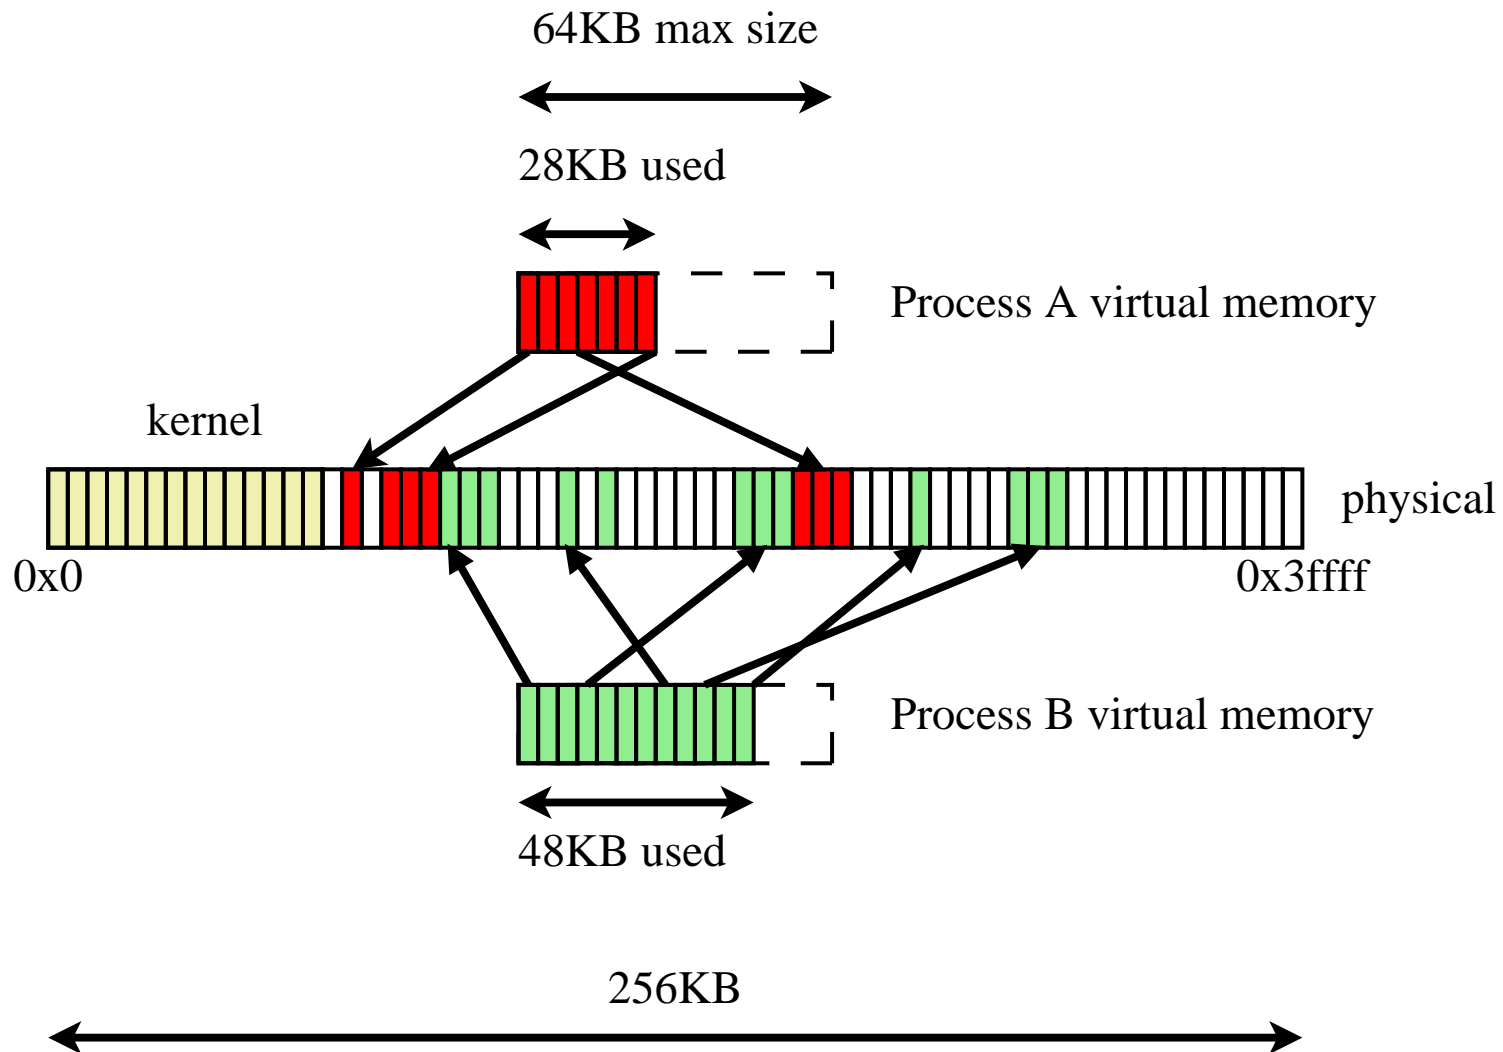 64KB max size
28KB used
Process A virtual memory
kernel
physical
0x0
0x3ffff
Process B virtual memory
48KB used
256KB